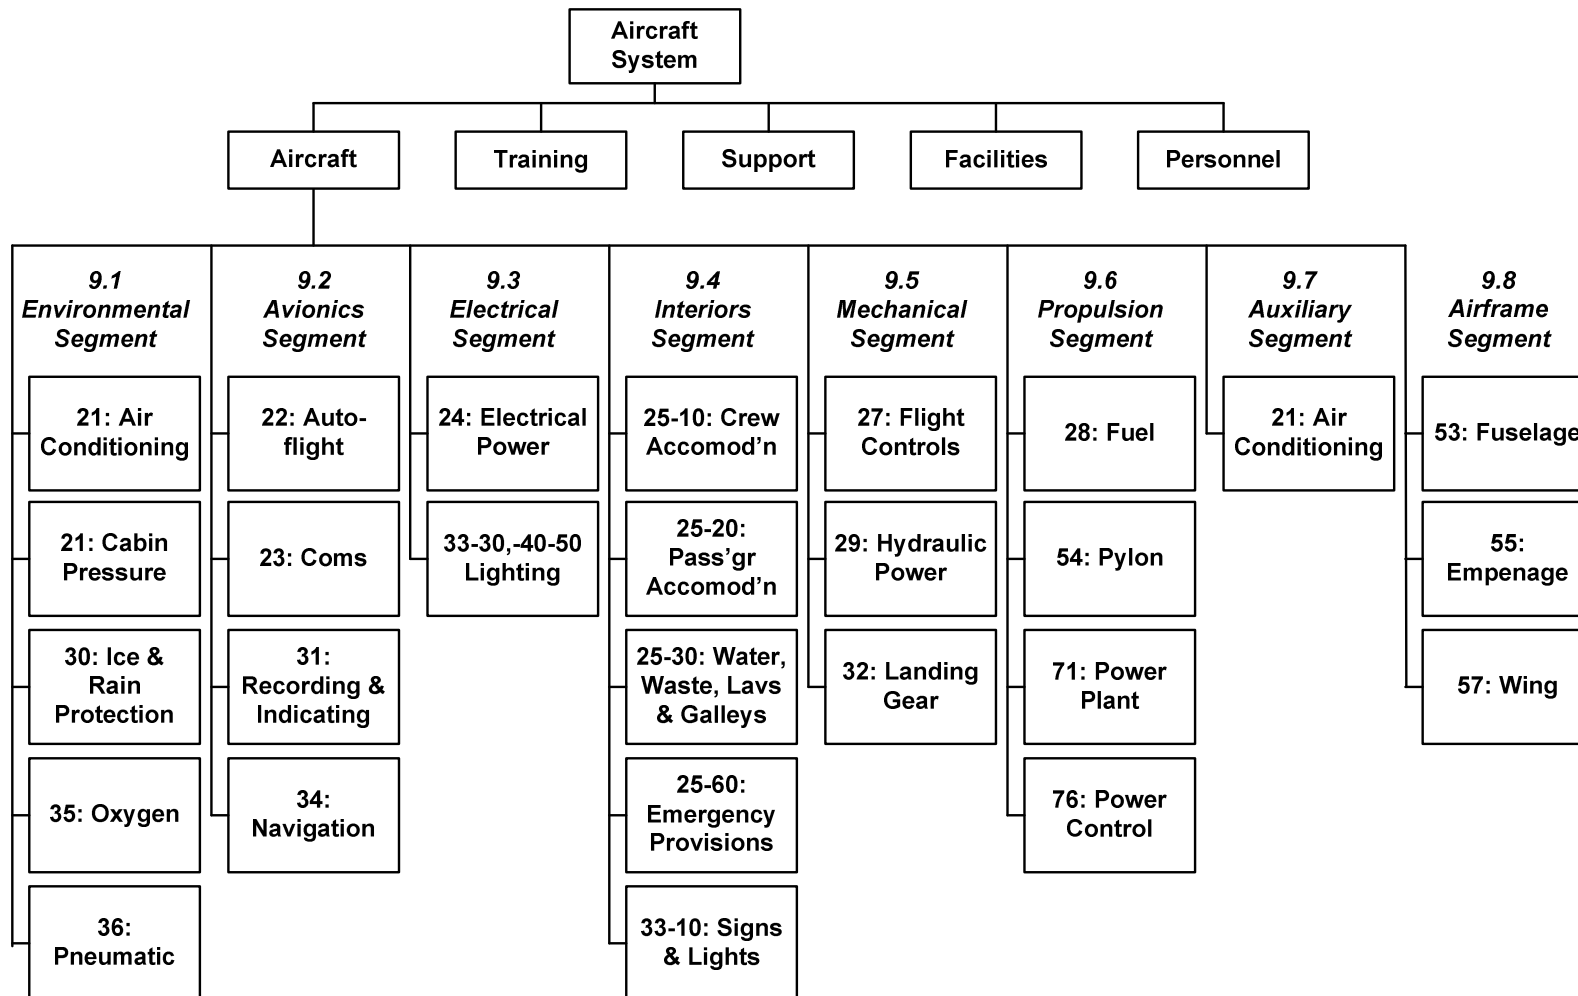 Aircraft
System
Aircraft
Training
Support
Facilities
Personnel
9.1
Environmental
Segment
21: Air
Conditioning
21: Cabin
Pressure
30: Ice &
Rain
Protection
35: Oxygen
36:
Pneumatic
9.2
Avionics
Segment
22: Auto-
flight
23: Coms
31:
Recording &
Indicating
34:
Navigation
9.3
Electrical
Segment
24: Electrical
Power
33-30,-40-50
Lighting
9.4
Interiors
Segment
25-10: Crew
Accomod’n
25-20:
Pass’gr
Accomod’n
25-30: Water,
Waste, Lavs
& Galleys
25-60:
Emergency
Provisions
33-10: Signs
& Lights
9.5
Mechanical
Segment
27: Flight
Controls
29: Hydraulic
Power
32: Landing
Gear
9.6
Propulsion
Segment
28: Fuel
54: Pylon
71: Power
Plant
76: Power
Control
9.7
Auxiliary
Segment
21: Air
Conditioning
9.8
Airframe
Segment
53: Fuselage
55:
Empenage
57: Wing